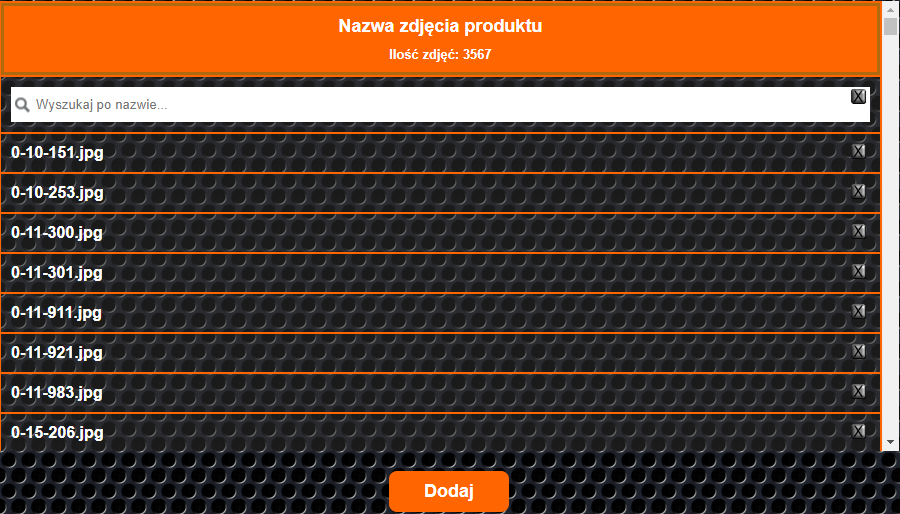 Nazwa zdjęcia produktu
Ilość zdjęć: 3567
Wyszukaj po nazwie... X
0-10-151.jpg X
0-10-253.jpg X
0-11-300.jpg X
0-11-301.jpg X
0-11-911.jpg X
0-11-921.jpg X
0-11-983.jpg X
0-15-206.jpg X
Dodaj